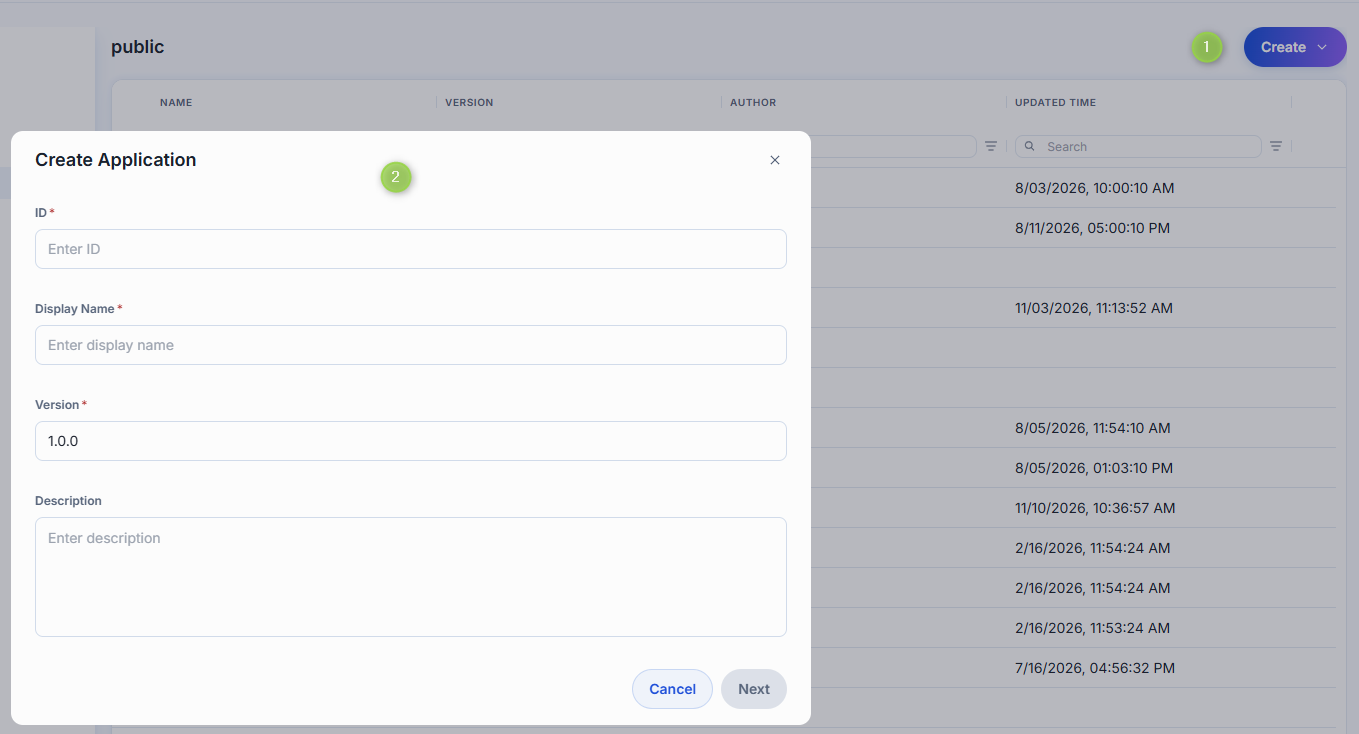 public
1
Create
NAME
VERSION
AUTHOR
UPDATED TIME
Search
Create Application
2
ID *
Enter ID
Display Name *
Enter display name
Version *
1.0.0
Description
Enter description
Cancel
Next
8/03/2026, 10:00:10 AM
8/11/2026, 05:00:10 PM
11/03/2026, 11:13:52 AM
8/05/2026, 11:54:10 AM
8/05/2026, 01:03:10 PM
11/10/2026, 10:36:57 AM
2/16/2026, 11:54:24 AM
2/16/2026, 11:54:24 AM
2/16/2026, 11:53:24 AM
7/16/2026, 04:56:32 PM